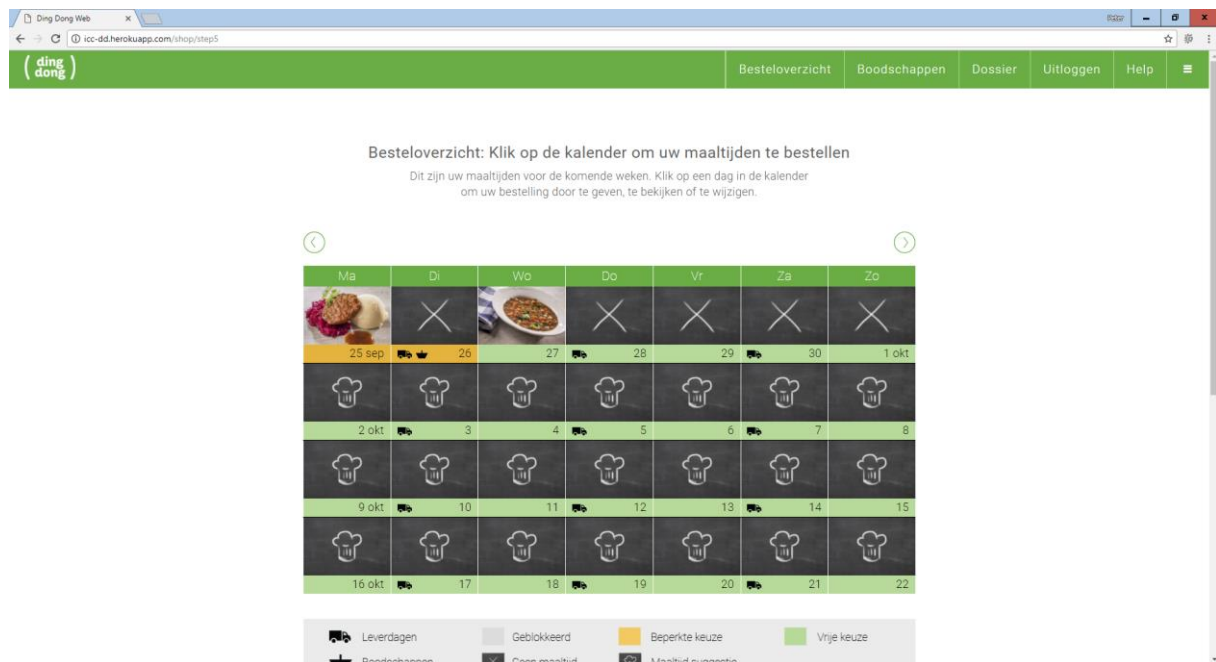 Ding Dong Web
icc-dd.herokuapp.com/shop/step5
ding
dong
Besteloverzicht
Boodschappen
Dossier
Uitloggen
Help
Besteloverzicht: Klik op de kalender om uw maaltijden te bestellen
Dit zijn uw maaltijden voor de komende weken. Klik op een dag in de kalender
om uw bestelling door te geven, te bekijken of te wijzigen.
Ma Di Wo Do Vr Za Zo
25 sep 26 27 28 29 30 1 okt
2 okt 3 4 5 6 7 8
9 okt 10 11 12 13 14 15
16 okt 17 18 19 20 21 22
Leverdagen Geblokkeerd Beperkte keuze Vrije keuze
Boodschappen Geen maaltijd Maaltijd suggestie